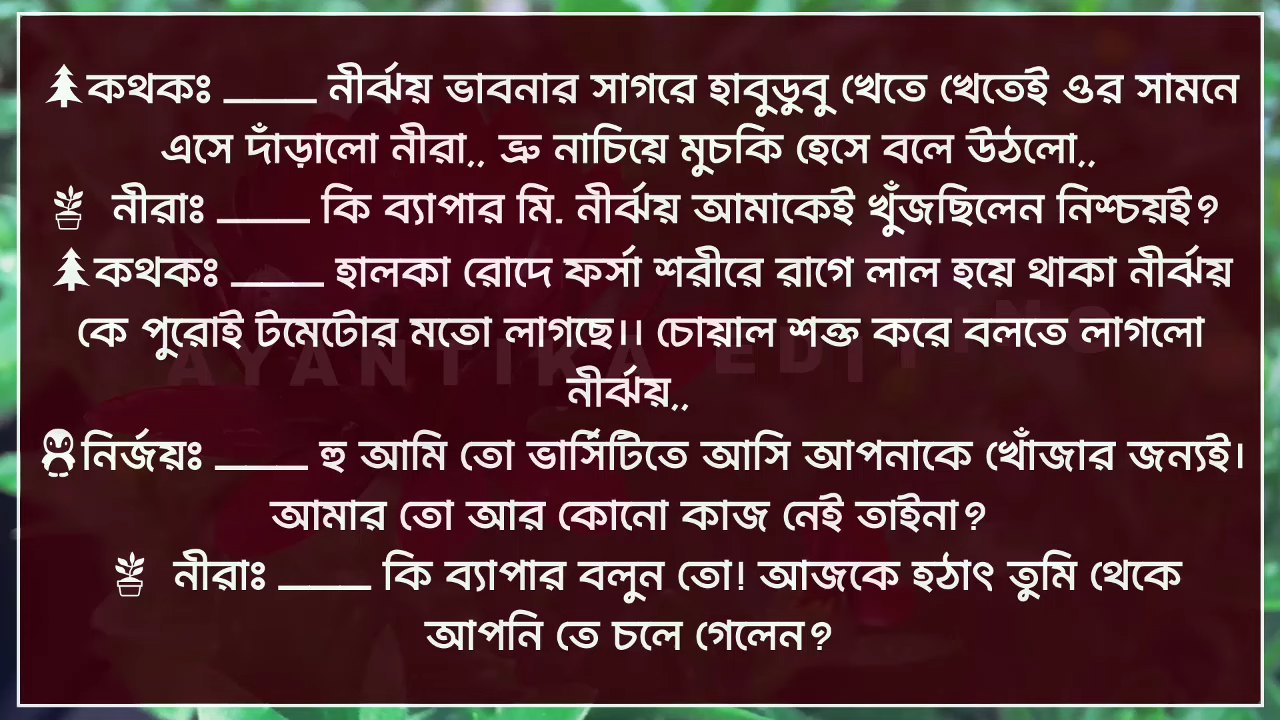 🌲কথকঃ ____ নীর্ঝয় ভাবনার সাগরে হাবুডুবু খেতে খেতেই ওর সামনে
এসে দাঁড়ালো নীরা,, ভ্রু নাচিয়ে মুচকি হেসে বলে উঠলো,,
🪴 নীরাঃ ____ কি ব্যাপার মি. নীর্ঝয় আমাকেই খুঁজছিলেন নিশ্চয়ই?
🌲কথকঃ ____ হালকা রোদে ফর্সা শরীরে রাগে লাল হয়ে থাকা নীর্ঝয়
কে পুরোই টমেটোর মতো লাগছে।। চোয়াল শক্ত করে বলতে লাগলো
নীর্ঝয়,,
🐧নির্জয়ঃ ____ হু আমি তো ভার্সিটিতে আসি আপনাকে খোঁজার জন্যই।
আমার তো আর কোনো কাজ নেই তাইনা?
🪴 নীরাঃ ____ কি ব্যাপার বলুন তো! আজকে হঠাৎ তুমি থেকে
আপনি তে চলে গেলেন?
AYANTIKA EDITING